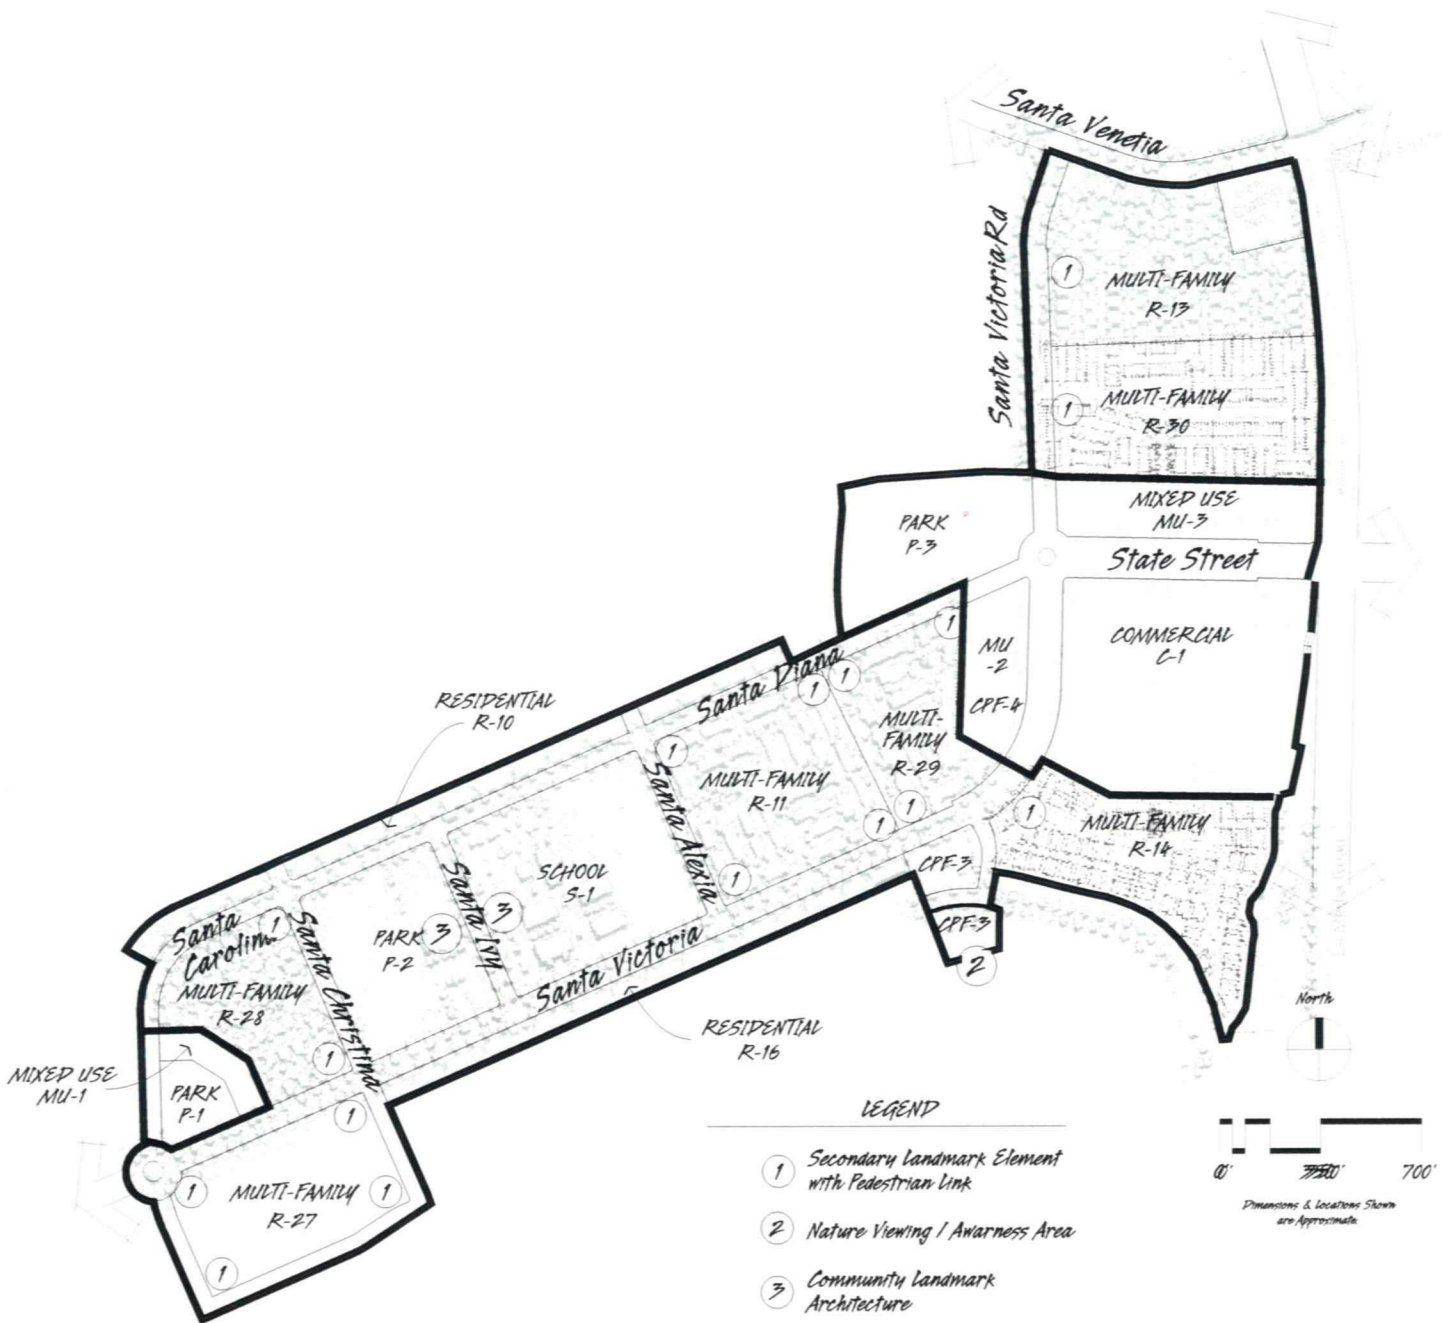 Santa Venetia
Santa Victoria Rd
1
MULTI-FAMILY
R-13
1
MULTI-FAMILY
R-30
MIXED USE
MU-3
PARK
P-3
State Street
COMMERCIAL
C-1
MU
-2
CPF-4
1
Santa Diana
1
1
RESIDENTIAL
R-10
MULTI-
FAMILY
R-29
1
MULTI-FAMILY
R-11
Santa Alexia
1
1
1
MULTI-FAMILY
R-14
CPF-3
CPF-3
2
1
SCHOOL
S-1
Santa Ivy
3
3
PARK
P-2
Santa Victoria
Santa
Carolina
1
Santa Christina
MULTI-FAMILY
R-28
1
RESIDENTIAL
R-16
MIXED USE
MU-1
PARK
P-1
1
1
MULTI-FAMILY
R-27
1
1
North
700'
Dimensions & Locations Shown
are Approximate.
LEGEND
1 Secondary Landmark Element
with Pedestrian Link
2 Nature Viewing / Awarness Area
3 Community Landmark
Architecture